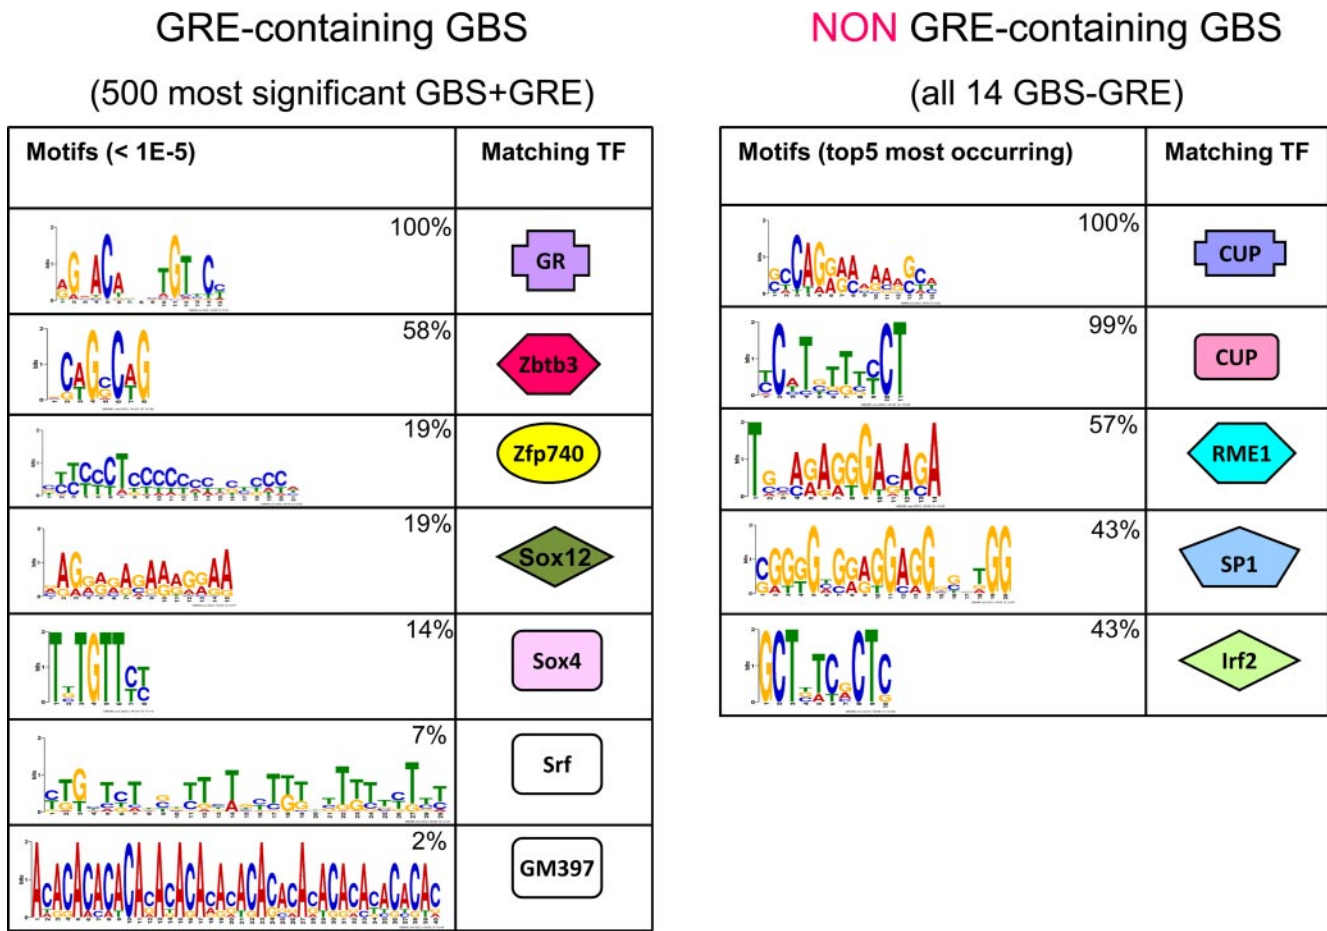 GRE-containing GBS
(500 most significant GBS+GRE)
Motifs (< 1E-5) Matching TF
100% GR
58% Zbtb3
19% Zfp740
19% Sox12
14% Sox4
7% Srf
2% GM397
NON GRE-containing GBS
(all 14 GBS-GRE)
Motifs (top5 most occurring) Matching TF
100% CUP
99% CUP
57% RME1
43% SP1
43% Irf2